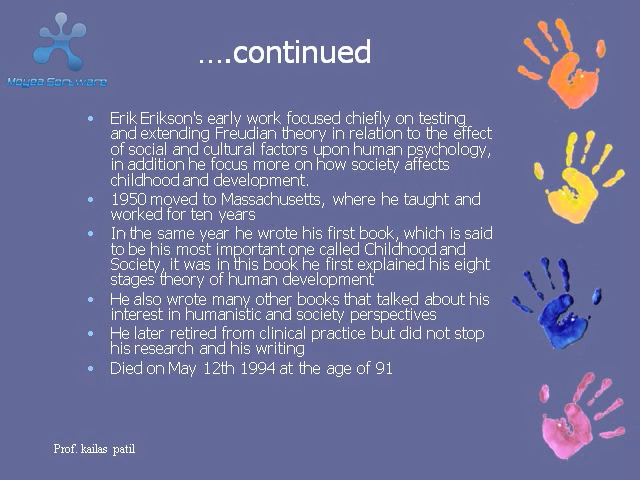 ….continued
Moyea Software
• Erik Erikson's early work focused chiefly on testing
and extending Freudian theory in relation to the effect
of social and cultural factors upon human psychology,
in addition he focus more on how society affects
childhood and development.
• 1950 moved to Massachusetts, where he taught and
worked for ten years
• In the same year he wrote his first book, which is said
to be his most important one called Childhood and
Society, it was in this book he first explained his eight
stages theory of human development
• He also wrote many other books that talked about his
interest in humanistic and society perspectives
• He later retired from clinical practice but did not stop
his research and his writing
• Died on May 12th 1994 at the age of 91
Prof. kailas patil